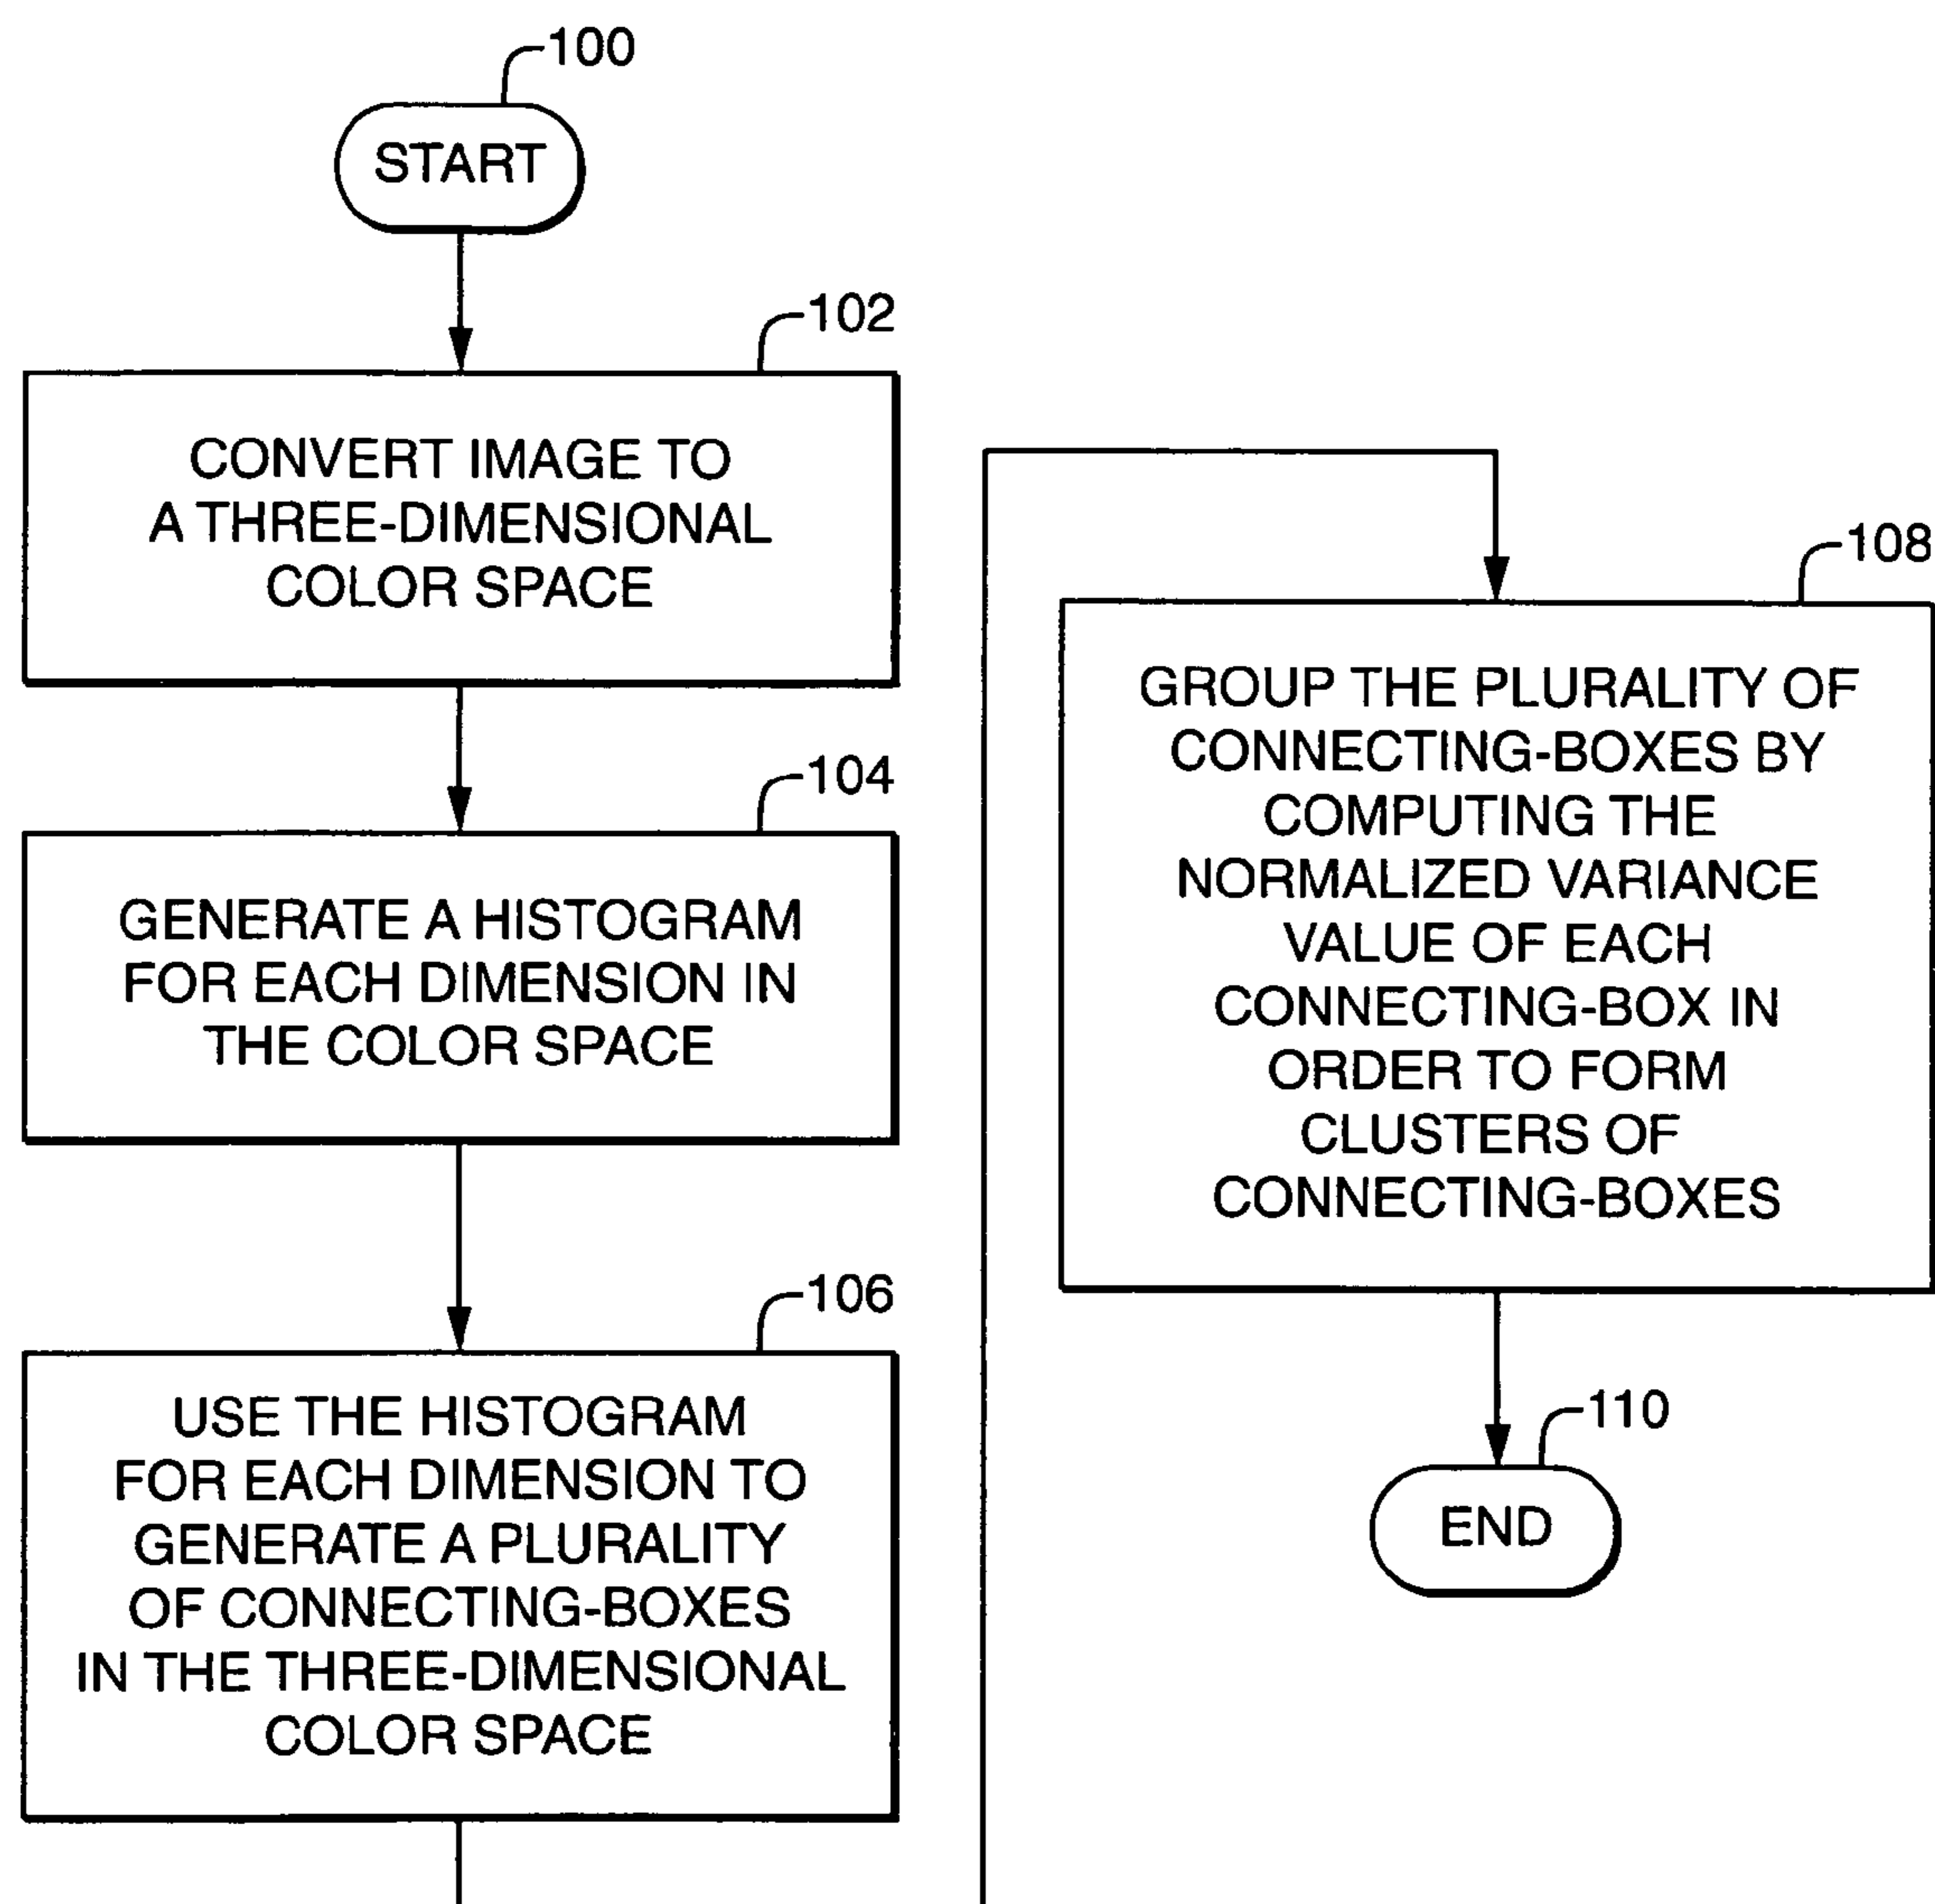 100
START
102
CONVERT IMAGE TO
A THREE-DIMENSIONAL
COLOR SPACE
104
GENERATE A HISTOGRAM
FOR EACH DIMENSION IN
THE COLOR SPACE
106
USE THE HISTOGRAM
FOR EACH DIMENSION TO
GENERATE A PLURALITY
OF CONNECTING-BOXES
IN THE THREE-DIMENSIONAL
COLOR SPACE
108
GROUP THE PLURALITY OF
CONNECTING-BOXES BY
COMPUTING THE
NORMALIZED VARIANCE
VALUE OF EACH
CONNECTING-BOX IN
ORDER TO FORM
CLUSTERS OF
CONNECTING-BOXES
110
END